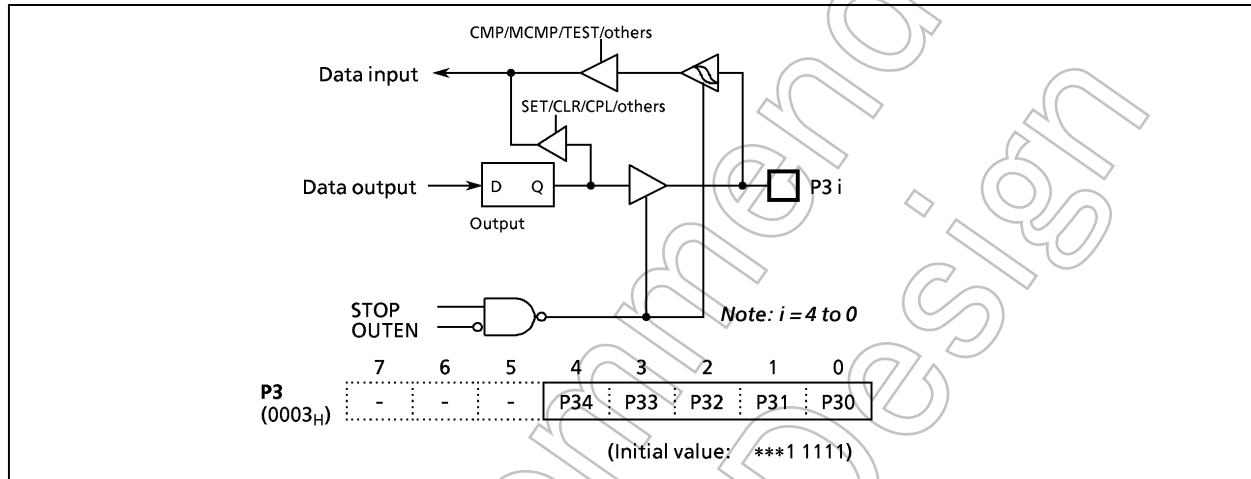 CMP/MCMP/TEST/others
Data input
SET/CLR/CPL/others
Data output
D Q
P3 i
Output
STOP
OUTEN
Note: i = 4 to 0
7 6 5 4 3 2 1 0
P3
(0003H)
- - - P34 P33 P32 P31 P30
(Initial value: ***1 1111)
Design